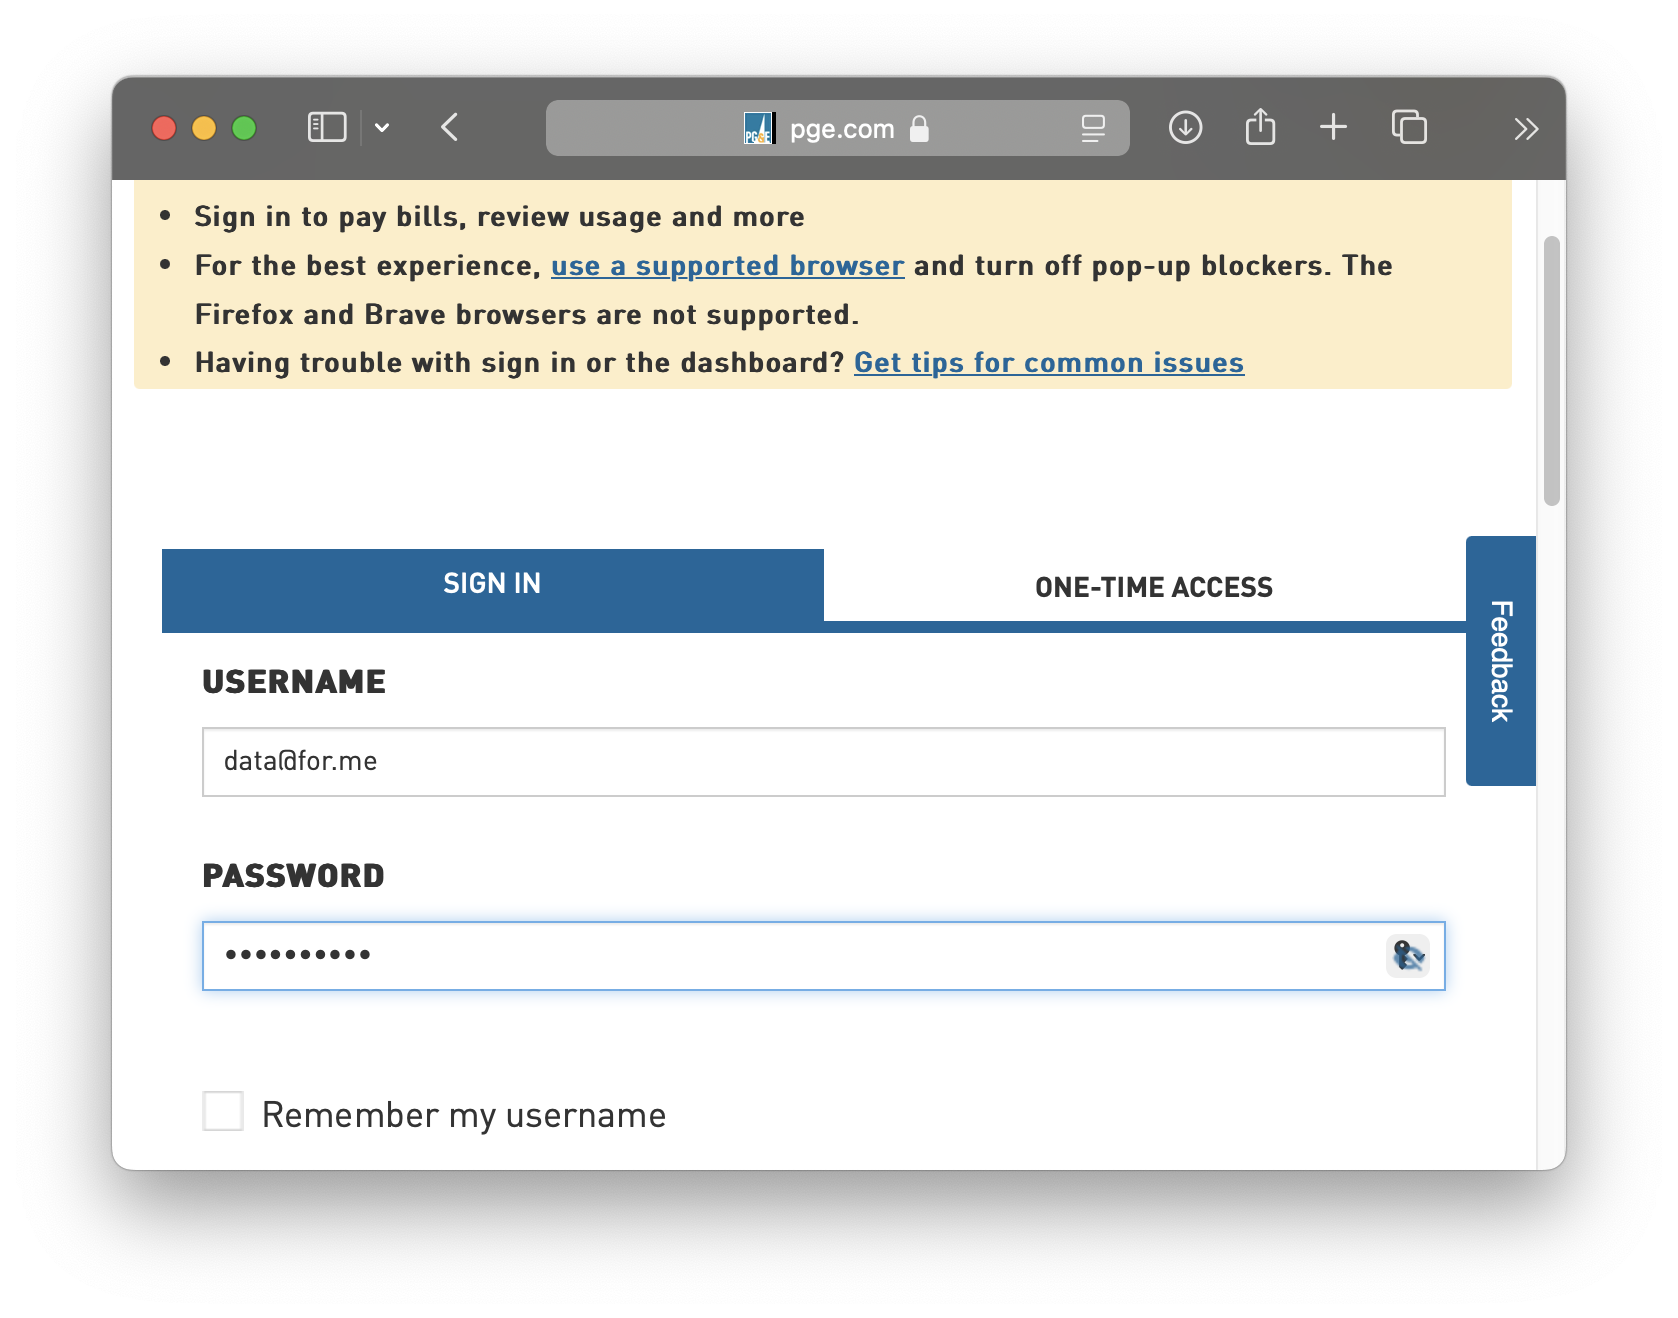 PG&E pge.com
• Sign in to pay bills, review usage and more
• For the best experience, use a supported browser and turn off pop-up blockers. The
Firefox and Brave browsers are not supported.
• Having trouble with sign in or the dashboard? Get tips for common issues
SIGN IN
ONE-TIME ACCESS
Feedback
USERNAME
data@for.me
PASSWORD
••••••••••
Remember my username